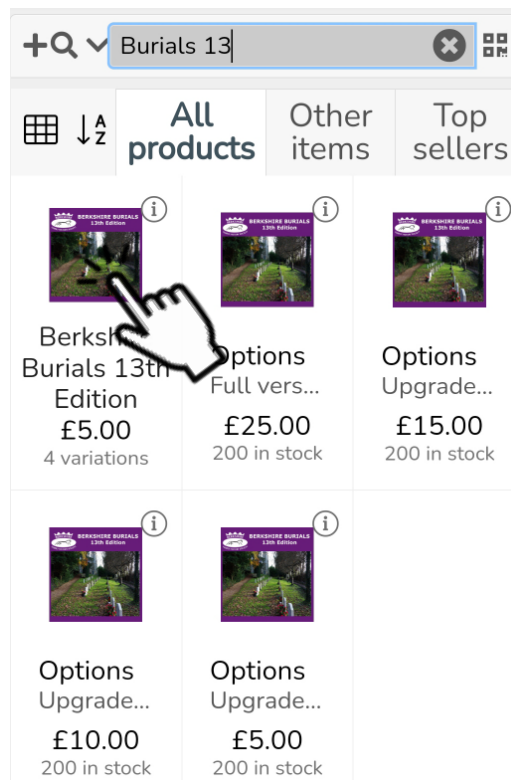 Burials 13
All products
Other items
Top sellers
A
Z
BERKSHIRE BURIALS
13th Edition
Berksh
Burials 13th
Edition
£5.00
4 variations
BERKSHIRE BURIALS
13th Edition
Options
Full vers...
£25.00
200 in stock
BERKSHIRE BURIALS
13th Edition
Options
Upgrade...
£15.00
200 in stock
BERKSHIRE BURIALS
13th Edition
Options
Upgrade...
£10.00
200 in stock
BERKSHIRE BURIALS
13th Edition
Options
Upgrade...
£5.00
200 in stock